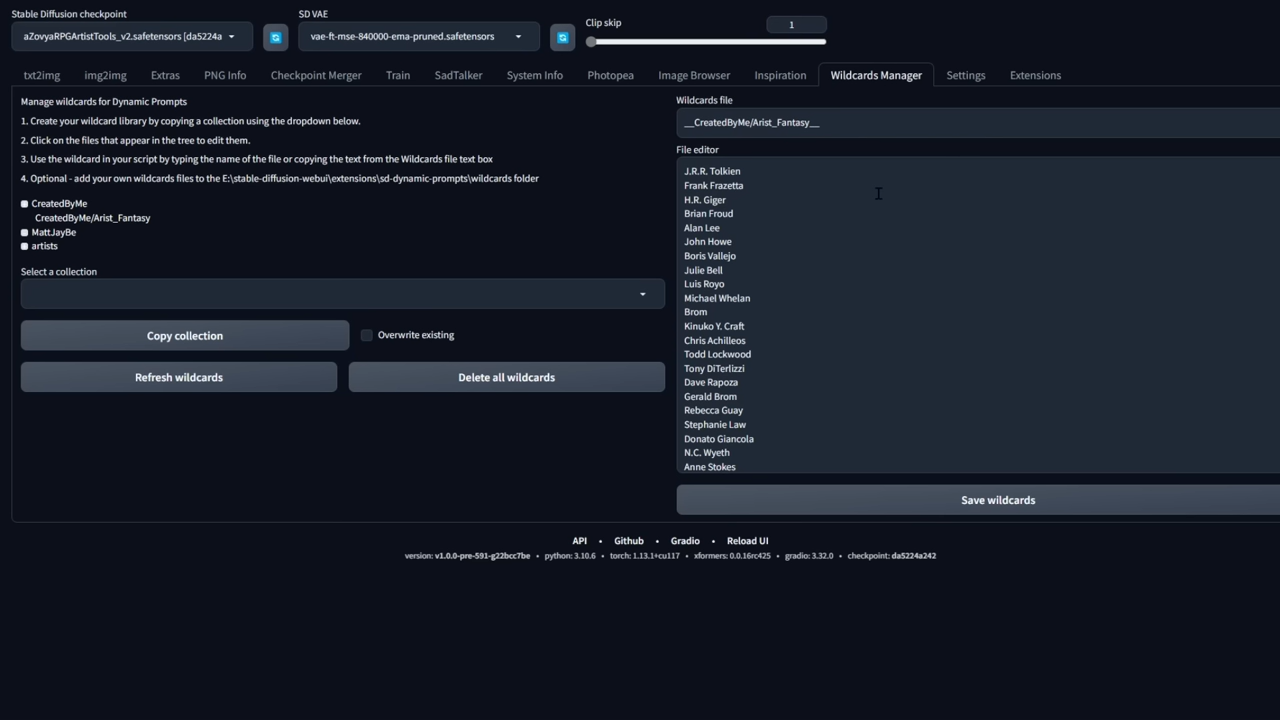 Stable Diffusion checkpoint
aZovyaRPGArtistTools_v2.safetensors [da5224a
SD VAE
vae-ft-mse-840000-ema-pruned.safetensors
Clip skip
1
txt2img
img2img
Extras
PNG Info
Checkpoint Merger
Train
SadTalker
System Info
Photopea
Image Browser
Inspiration
Wildcards Manager
Settings
Extensions
Manage wildcards for Dynamic Prompts
1. Create your wildcard library by copying a collection using the dropdown below.
2. Click on the files that appear in the tree to edit them.
3. Use the wildcard in your script by typing the name of the file or copying the text from the Wildcards file text box
4. Optional - add your own wildcards files to the E:\stable-diffusion-webui\extensions\sd-dynamic-prompts\wildcards folder
CreatedByMe
CreatedByMe/Arist_Fantasy
MattJayBe
artists
Select a collection
Copy collection
Overwrite existing
Refresh wildcards
Delete all wildcards
Wildcards file
__CreatedByMe/Arist_Fantasy__
File editor
J.R.R. Tolkien
Frank Frazetta
H.R. Giger
Brian Froud
Alan Lee
John Howe
Boris Vallejo
Julie Bell
Luis Royo
Michael Whelan
Brom
Kinuko Y. Craft
Chris Achilleos
Todd Lockwood
Tony DiTerlizzi
Dave Rapoza
Gerald Brom
Rebecca Guay
Stephanie Law
Donato Giancola
N.C. Wyeth
Anne Stokes
Save wildcards
API • Github • Gradio • Reload UI
version: v1.0.0-pre-591-g22bcc7be • python: 3.10.6 • torch: 1.13.1+cu117 • xformers: 0.0.16rc425 • gradio: 3.32.0 • checkpoint: da5224a242